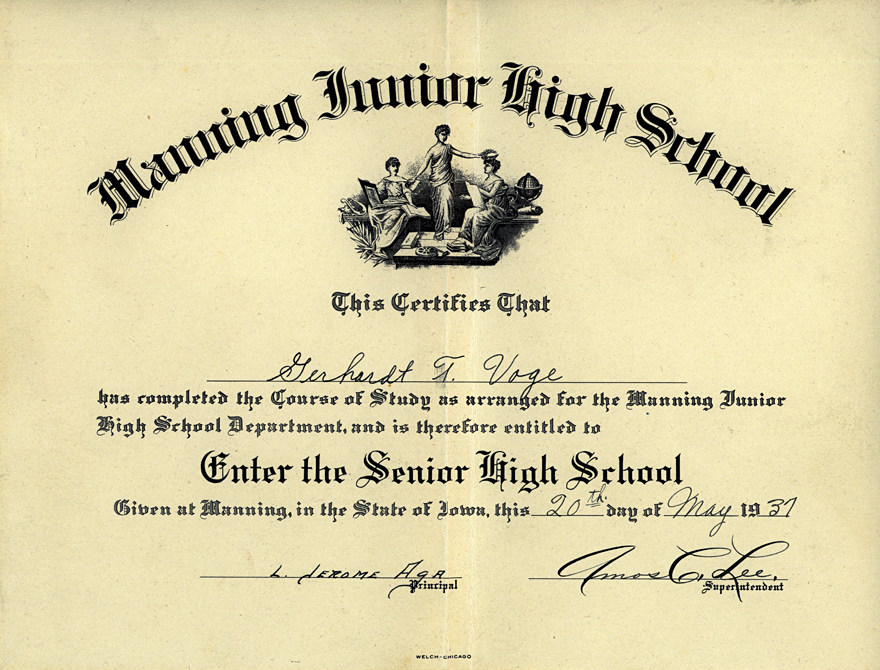 Manning Junior High School
This Certifies That
Gerhardt T. Voge
has completed the Course of Study as arranged for the Manning Junior
High School Department, and is therefore entitled to
Enter the Senior High School
Given at Manning, in the State of Iowa, this 20th. day of May 1937
L. Jerome Aga Amos C. Lee.
Principal Superintendent
WELCH-CHICAGO